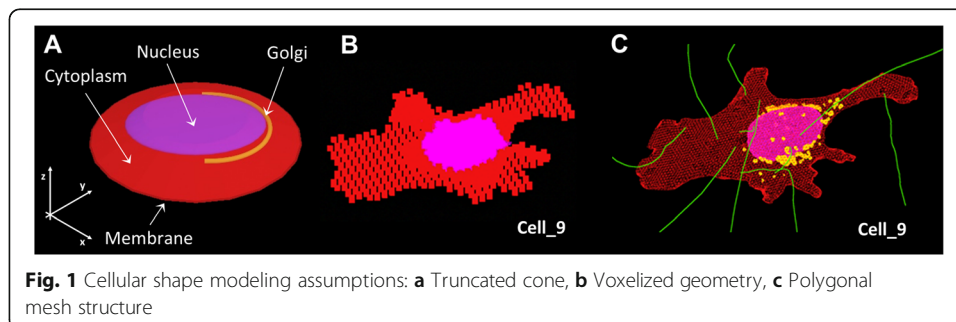 A
Nucleus
Golgi
Cytoplasm
z
y
x
Membrane
B
Cell_9
C
Cell_9
Fig. 1 Cellular shape modeling assumptions: a Truncated cone, b Voxelized geometry, c Polygonal
mesh structure